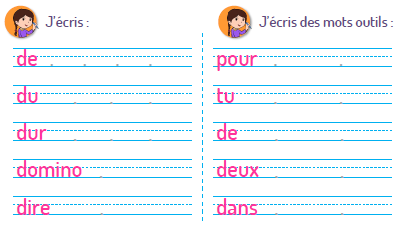 J'écris :
de
du
dur
domino
dire
J'écris des mots outils :
pour
tu
de
deux
dans